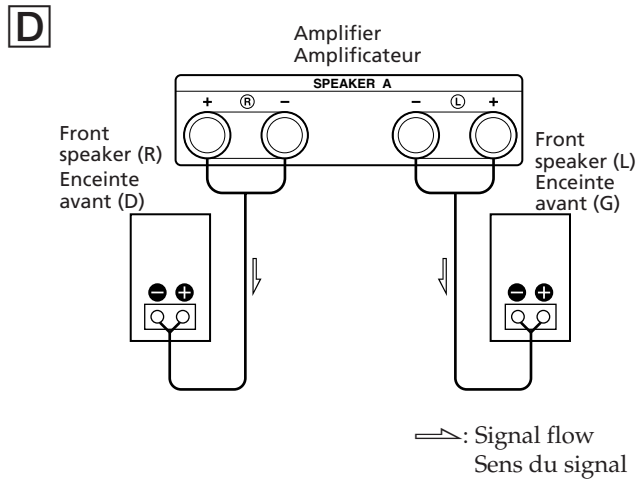 D
Amplifier
Amplificateur
SPEAKER A
+ R − − L +
Front
speaker (R)
Enceinte
avant (D)
Front
speaker (L)
Enceinte
avant (G)
− +
− +
: Signal flow
Sens du signal